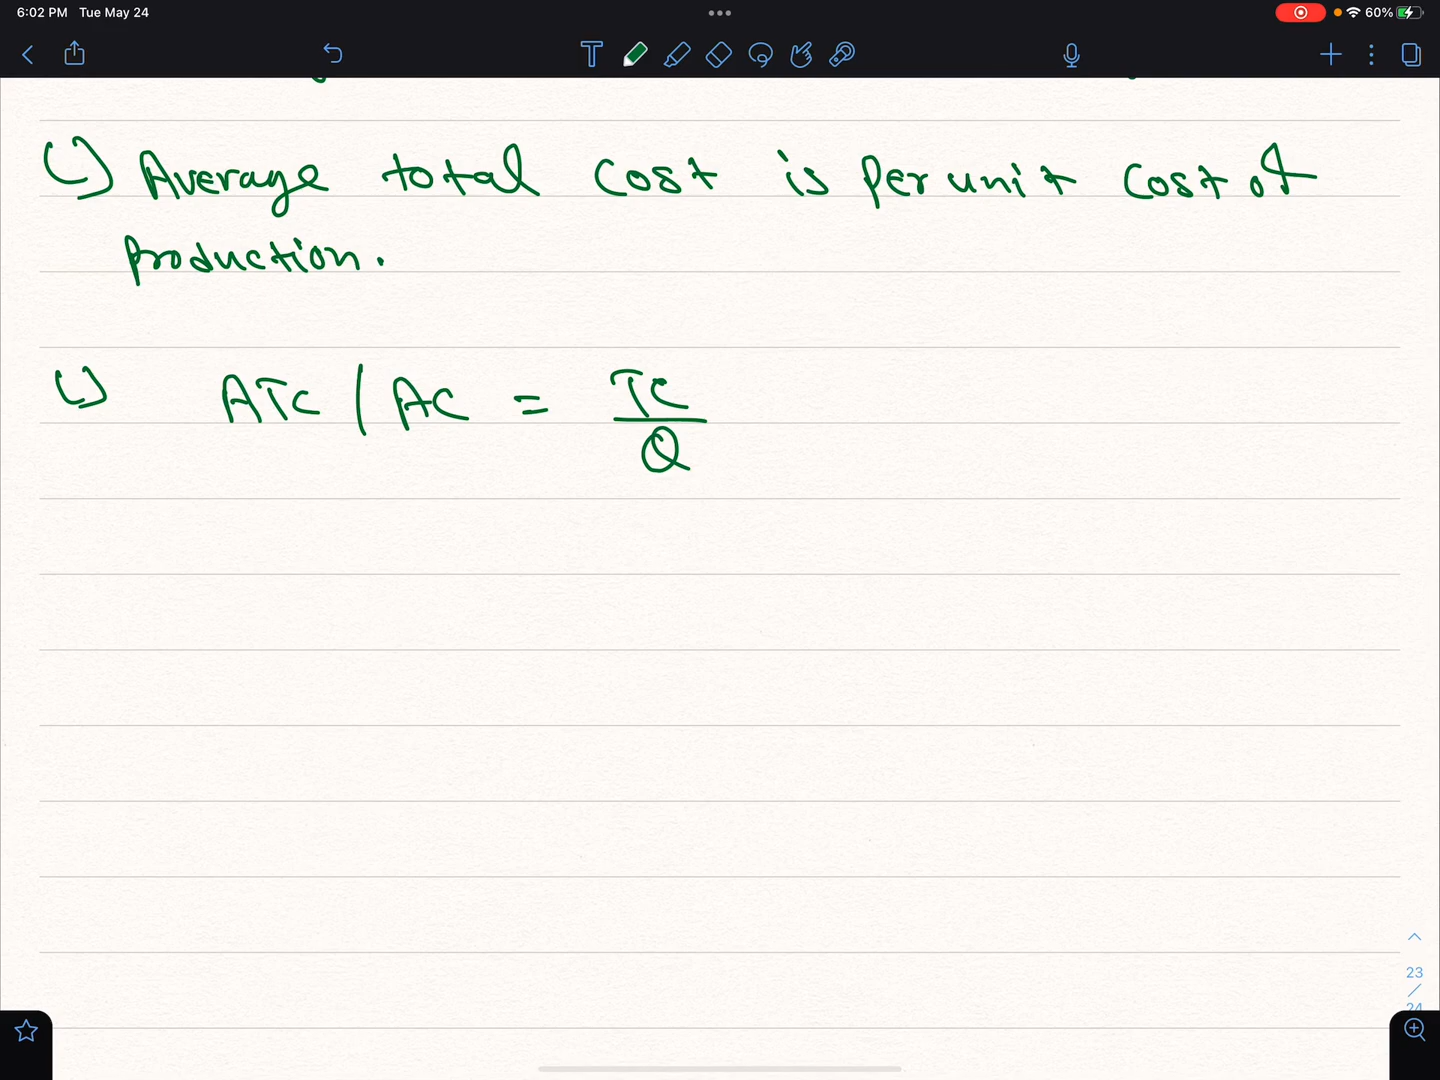 6:02 PM Tue May 24
60%
T
Average total cost is per unit cost of
production.
ATC / AC = TC
Q
23
/
24